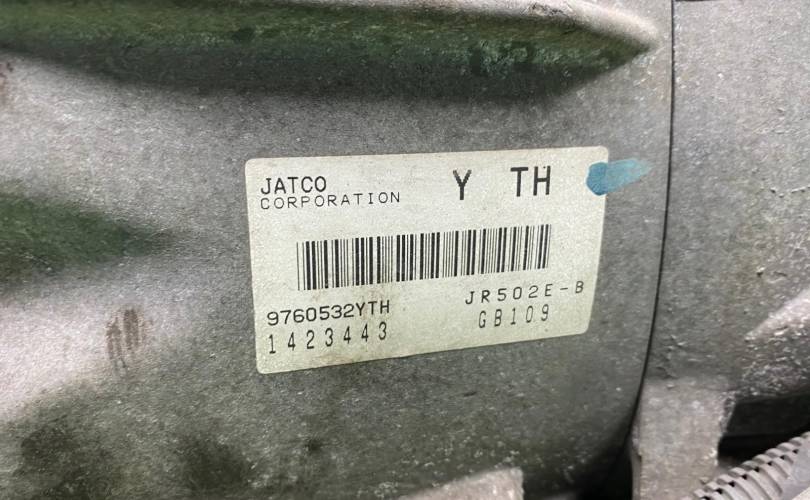 JATCO
CORPORATION
Y TH
9760532YTH
JR502E-B
1423443
GB109